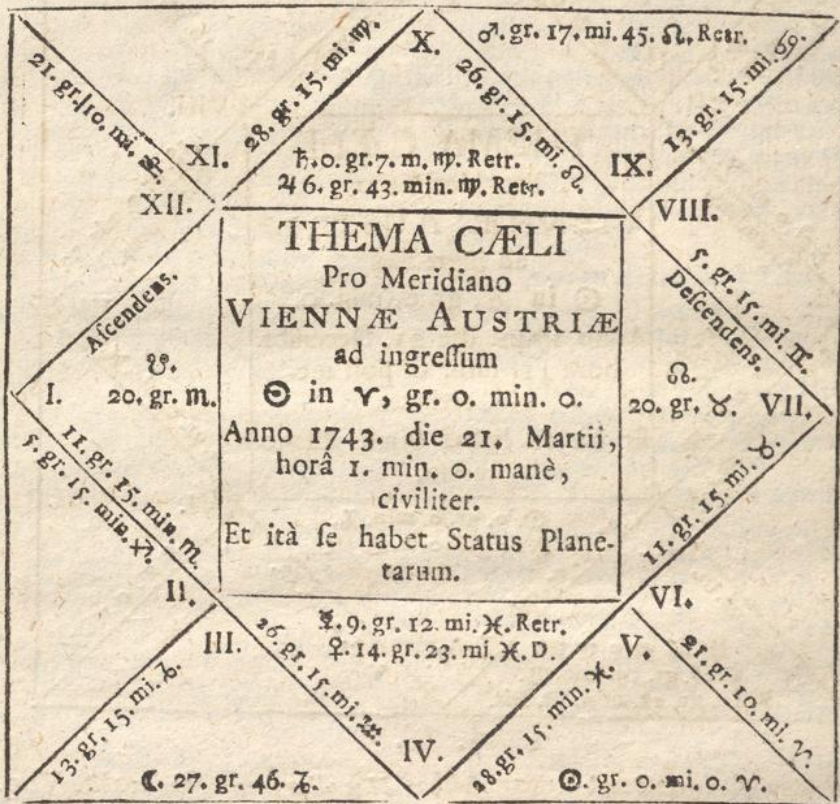 ♂. gr. 17. mi. 45. ♌. Retr.
X.
28. gr. 15. mi. ♍.
26. gr. 15. mi. ♌.
21. gr. 10. mi. ♎.
13. gr. 15. mi. ♋.
XI.
IX.
♄. 0. gr. 7. m. ♍. Retr.
♃ 6. gr. 43. min. ♍. Retr.
XII.
VIII.
THEMA CÆLI
Pro Meridiano
VIENNÆ AUSTRIÆ
ad ingreſſum
☉ in ♈, gr. 0. min. 0.
Anno 1743. die 21. Martii,
horâ 1. min. 0. manè,
civiliter.
Et ità ſe habet Status Plane-
tarum.
Aſcendens.
☋.
20. gr. ♏.
I.
11. gr. 15. min. ♏.
5. gr. 15. min. ♐.
5. gr. 15. mi. ♊.
Deſcendens.
☊.
20. gr. ♉.
VII.
11. gr. 15. mi. ♉.
II.
VI.
III.
V.
☿. 9. gr. 12. mi. ♓. Retr.
♀. 14. gr. 23. mi. ♓. D.
26. gr. 15. mi. ♒.
28. gr. 15. min. ♓.
21. gr. 10. mi. ♈.
13. gr. 15. mi. ♑.
IV.
☾. 27. gr. 46. ♑.
☉. gr. 0. mi. 0. ♈.